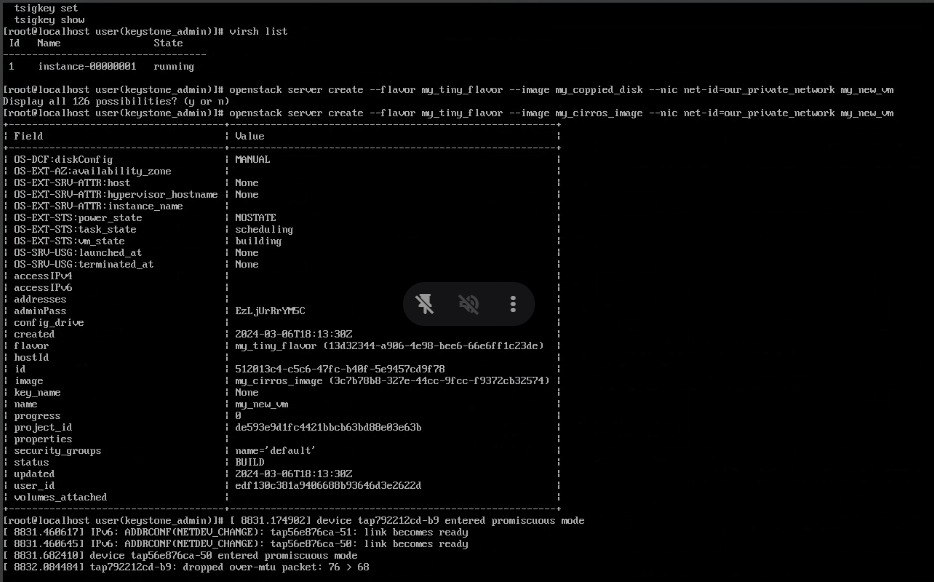 tsigkey set
tsigkey show
[root@localhost user(keystone_admin)]# virsh list
Id Name State
----------------------------------
1 instance-00000001 running
[root@localhost user(keystone_admin)]# openstack server create --flavor my_tiny_flavor --image my_coppied_disk --nic net-id=our_private_network my_new_vm
Display all 126 possibilities? (y or n)
[root@localhost user(keystone_admin)]# openstack server create --flavor my_tiny_flavor --image my_cirros_image --nic net-id=our_private_network my_new_vm
| Field | Value |
| OS-DCF:diskConfig | MANUAL |
| OS-EXT-AZ:availability_zone | |
| OS-EXT-SRV-ATTR:host | None |
| OS-EXT-SRV-ATTR:hypervisor_hostname | None |
| OS-EXT-SRV-ATTR:instance_name | |
| OS-EXT-STS:power_state | NOSTATE |
| OS-EXT-STS:task_state | scheduling |
| OS-EXT-STS:vm_state | building |
| OS-SRV-USG:launched_at | None |
| OS-SRV-USG:terminated_at | None |
| accessIPv4 | |
| accessIPv6 | |
| addresses | |
| adminPass | EzLjUrRrYM5C |
| config_drive | |
| created | 2024-03-06T18:13:30Z |
| flavor | my_tiny_flavor (13d32344-a906-4e98-bee6-66e6ff1c23de) |
| hostId | |
| id | 512013c4-c5c6-47fc-b40f-5e9457cd9f78 |
| image | my_cirros_image (3c7b78b8-327e-44cc-9fcc-f9372cb32574) |
| key_name | None |
| name | my_new_vm |
| progress | 0 |
| project_id | de593e9d1fc4421bbcb63bd88e03e63b |
| properties | |
| security_groups | name='default' |
| status | BUILD |
| updated | 2024-03-06T18:13:30Z |
| user_id | edf130c381a9406688b93646d3e2622d |
| volumes_attached | |
[root@localhost user(keystone_admin)]# [ 8831.174902] device tap792212cd-b9 entered promiscuous mode
[ 8831.460617] IPv6: ADDRCONF(NETDEV_CHANGE): tap56e876ca-51: link becomes ready
[ 8831.460645] IPv6: ADDRCONF(NETDEV_CHANGE): tap56e876ca-50: link becomes ready
[ 8831.682410] device tap56e876ca-50 entered promiscuous mode
[ 8832.084484] tap792212cd-b9: dropped over-mtu packet: 76 > 68